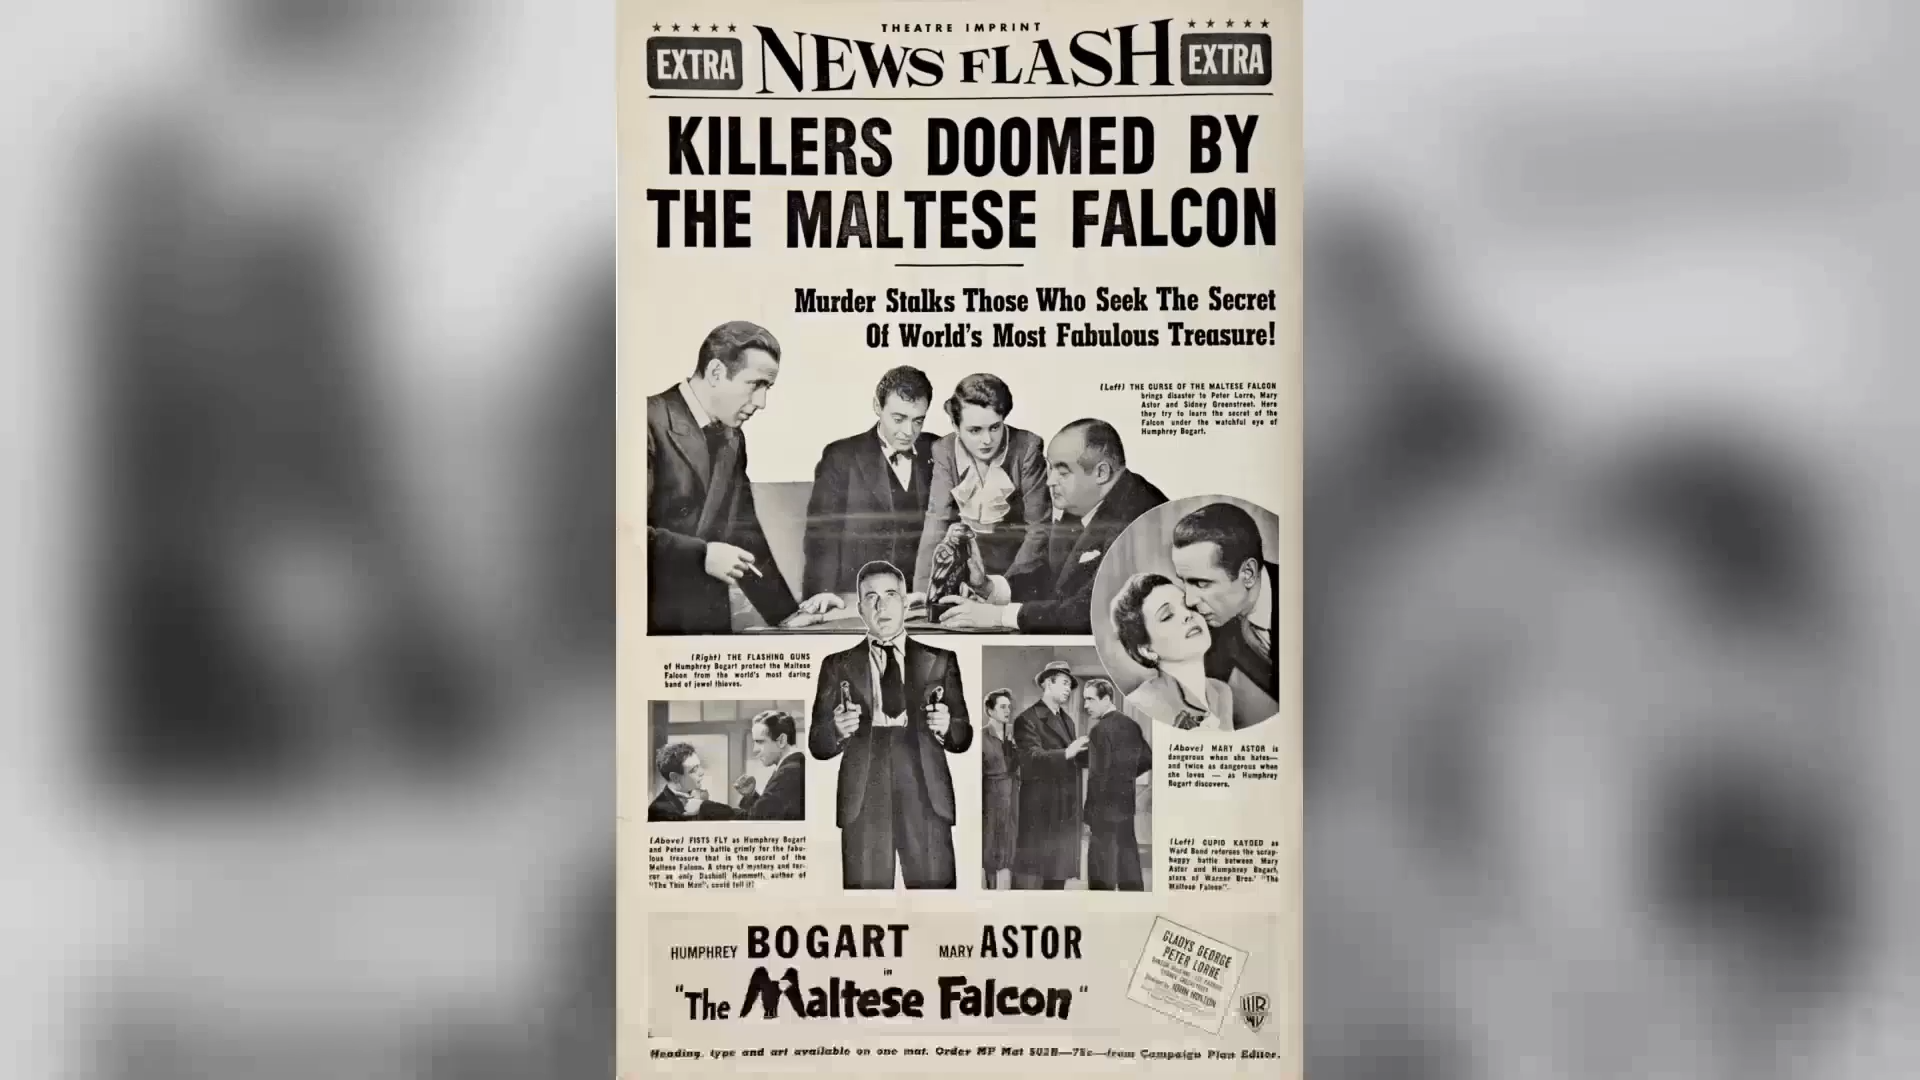 THEATRE IMPRINT
EXTRA NEWS FLASH EXTRA
KILLERS DOOMED BY
THE MALTESE FALCON
Murder Stalks Those Who Seek The Secret
Of World's Most Fabulous Treasure!
(Left) THE CURSE OF THE MALTESE FALCON
brings disaster to Peter Lorre, Mary
Astor and Sidney Greenstreet. Here
they try to learn the secret of the
Falcon under the watchful eye of
Humphrey Bogart.
(Right) THE FLASHING GUNS
of Humphrey Bogart protect the Maltese
Falcon from the world's most daring
band of jewel thieves.
(Above) MARY ASTOR is
dangerous when she hates—
and twice as dangerous when
she loves — as Humphrey
Bogart discovers.
(Above) FISTS FLY as Humphrey Bogart
and Peter Lorre battle grimly for the fabu-
lous treasure that is the secret of the
Maltese Falcon. A story of mystery and ter-
ror as only Dashiell Hammett, author of
"The Thin Man", could tell it!
(Left) CUPID KAYOED as
Ward Bond referees the scrap-
happy battle between Mary
Astor and Humphrey Bogart,
stars of Warner Bros.' "The
Maltese Falcon".
HUMPHREY BOGART MARY ASTOR
in
"The Maltese Falcon"
GLADYS GEORGE
PETER LORRE
JOHN HUSTON
WB
Heading, type and art available on one mat. Order MP Mat 502B—75c—from Campaign Plan Editor.